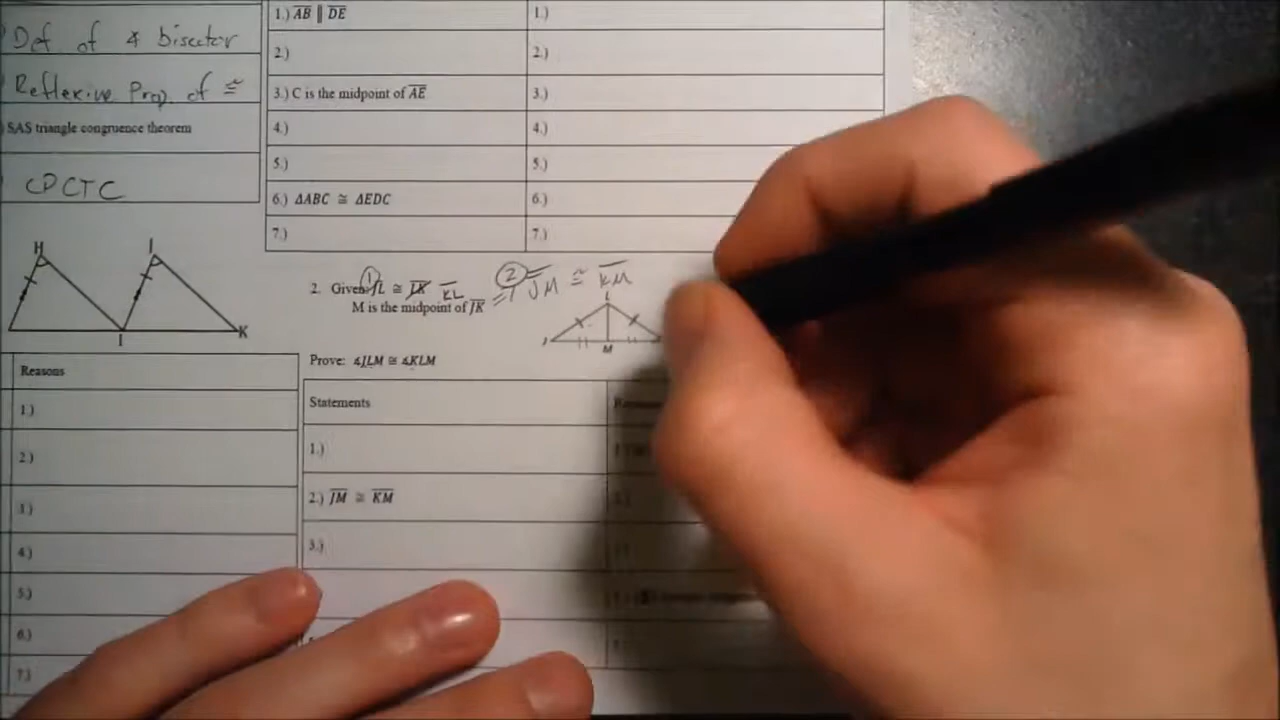 Def of ∡ bisector
Reflexive Prop. of ≅
SAS triangle congruence theorem
CPCTC
1.) AB ∥ DE
1.)
2.)
2.)
3.) C is the midpoint of AE
3.)
4.)
4.)
5.)
5.)
6.) ΔABC ≅ ΔEDC
6.)
7.)
7.)
H
J
I
K
2. Given: JL ≅ LK KL
1
2 JM ≅ KM
M is the midpoint of JK
L
J
M
Prove: ∡JLM ≅ ∡KLM
Reasons
1.)
2.)
3.)
4.)
5.)
6.)
7.)
Statements
1.)
2.) JM ≅ KM
3.)